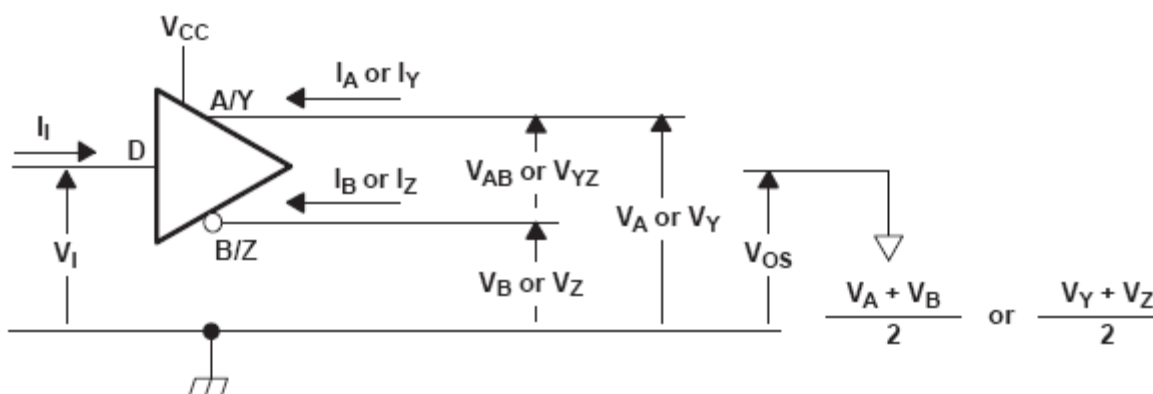 VCC
IA or IY
A/Y
II
D
VAB or VYZ
IB or IZ
VA or VY
VI
B/Z
VOS
VB or VZ
VA + VB
2
or
VY + VZ
2